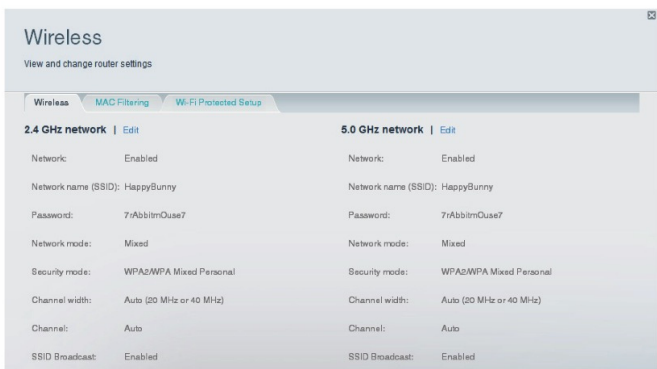 Wireless
View and change router settings
Wireless MAC Filtering Wi-Fi Protected Setup
2.4 GHz network | Edit
Network: Enabled
Network name (SSID): HappyBunny
Password: 7rAbbitmOuse7
Network mode: Mixed
Security mode: WPA2/WPA Mixed Personal
Channel width: Auto (20 MHz or 40 MHz)
Channel: Auto
SSID Broadcast: Enabled
5.0 GHz network | Edit
Network: Enabled
Network name (SSID): HappyBunny
Password: 7rAbbitmOuse7
Network mode: Mixed
Security mode: WPA2/WPA Mixed Personal
Channel width: Auto (20 MHz or 40 MHz)
Channel: Auto
SSID Broadcast: Enabled